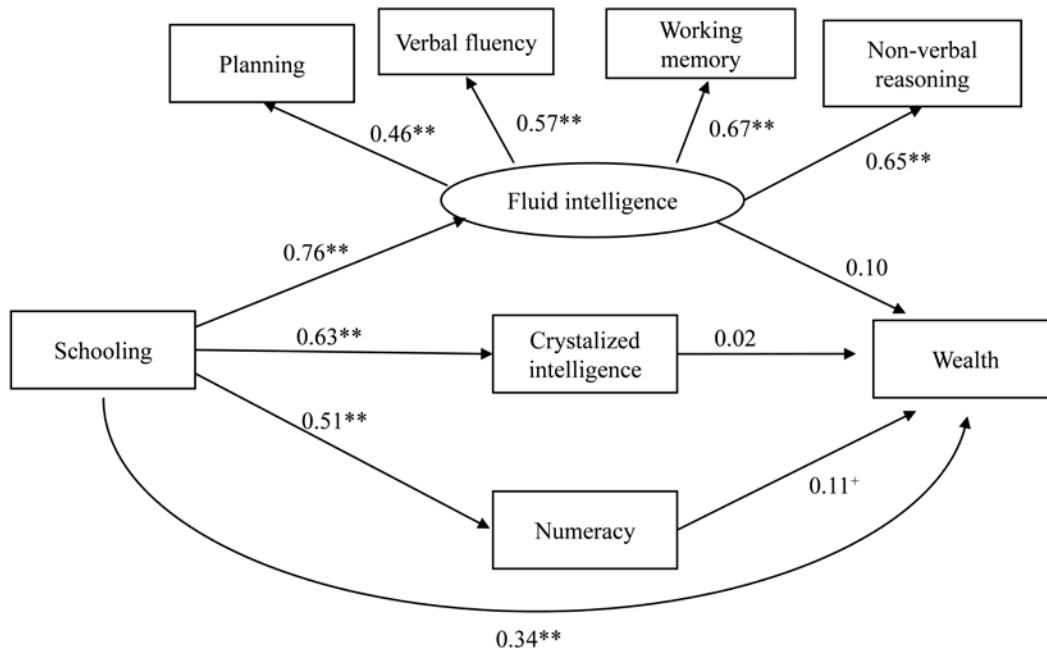 Planning
Verbal fluency
Working
memory
Non-verbal
reasoning
0.46**
0.57**
0.67**
0.65**
Fluid intelligence
0.76**
0.10
Schooling
0.63**
Crystalized
intelligence
0.02
Wealth
0.51**
0.11⁺
Numeracy
0.34**